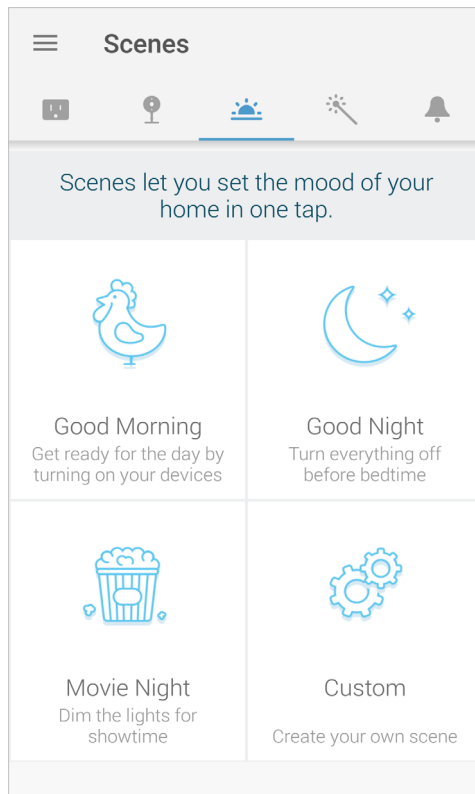 Scenes
Scenes let you set the mood of your
home in one tap.
Good Morning
Get ready for the day by
turning on your devices
Good Night
Turn everything off
before bedtime
Movie Night
Dim the lights for
showtime
Custom
Create your own scene